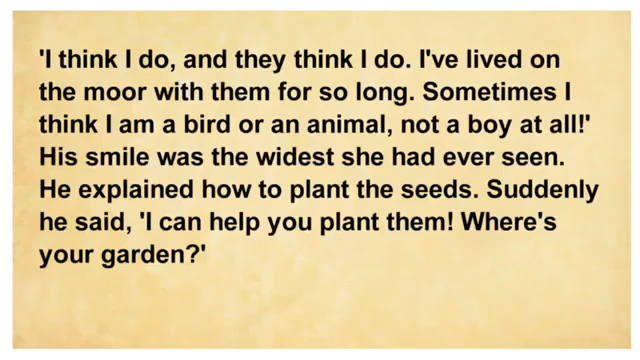 'I think I do, and they think I do. I've lived on
the moor with them for so long. Sometimes I
think I am a bird or an animal, not a boy at all!'
His smile was the widest she had ever seen.
He explained how to plant the seeds. Suddenly
he said, 'I can help you plant them! Where's
your garden?'